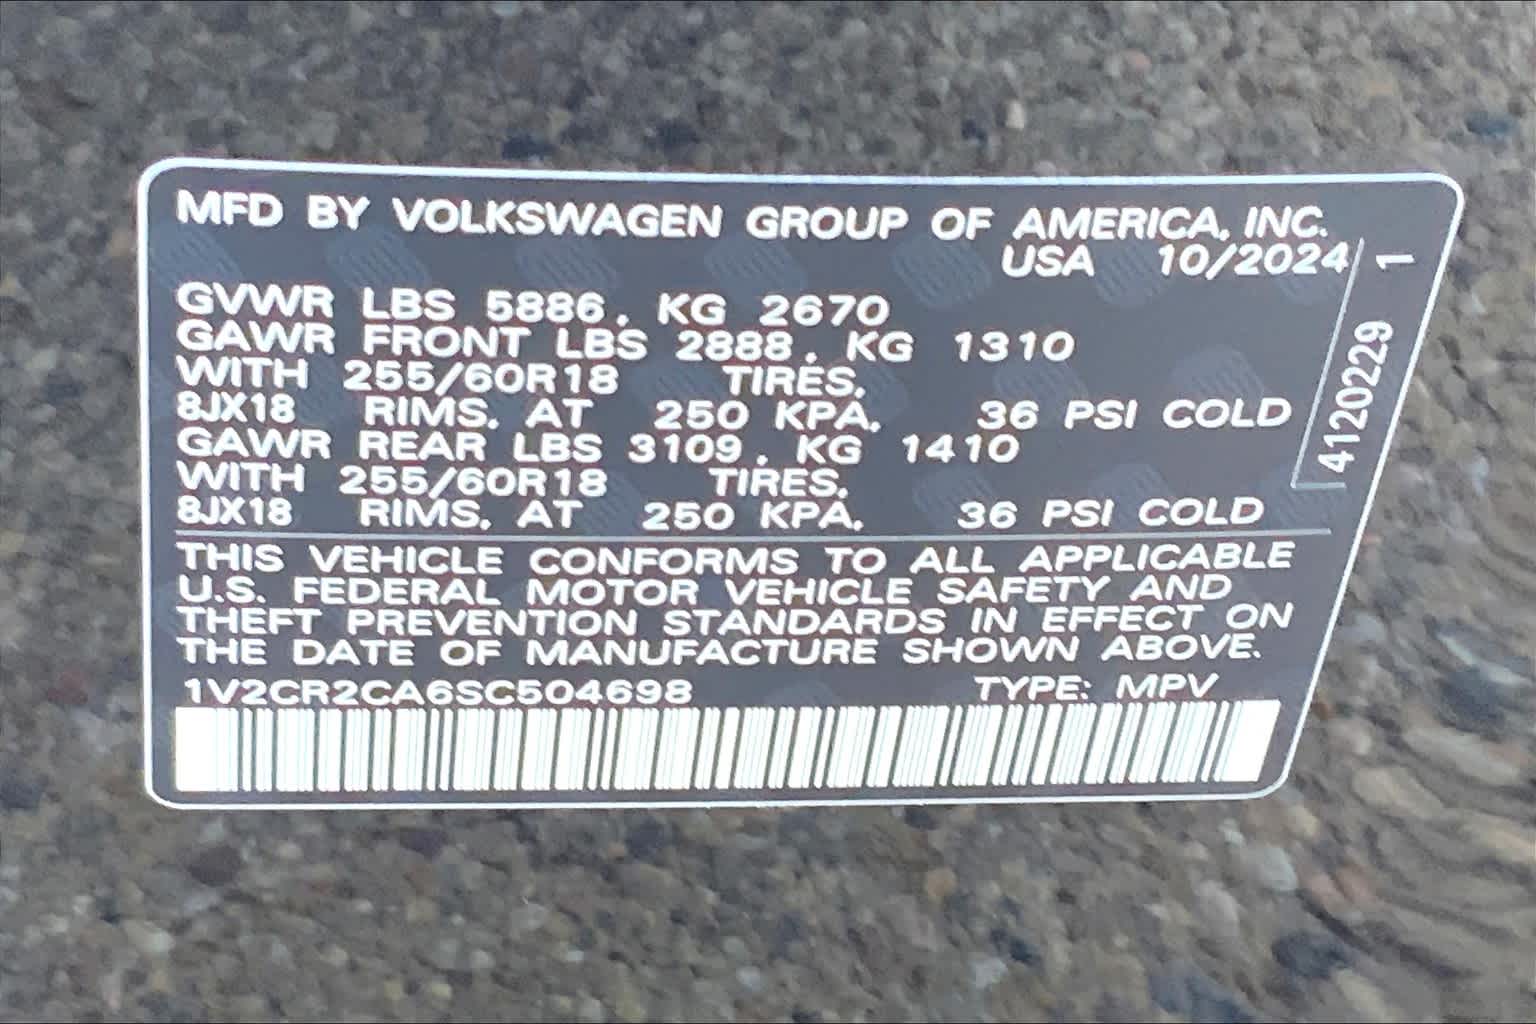 MFD BY VOLKSWAGEN GROUP OF AMERICA, INC.
USA 10/2024
GVWR LBS 5886. KG 2670
GAWR FRONT LBS 2888. KG 1310
WITH 255/60R18 TIRES,
8JX18 RIMS. AT 250 KPA. 36 PSI COLD
GAWR REAR LBS 3109. KG 1410
WITH 255/60R18 TIRES,
8JX18 RIMS, AT 250 KPA. 36 PSI COLD
THIS VEHICLE CONFORMS TO ALL APPLICABLE
U.S. FEDERAL MOTOR VEHICLE SAFETY AND
THEFT PREVENTION STANDARDS IN EFFECT ON
THE DATE OF MANUFACTURE SHOWN ABOVE.
1V2CR2CA6SC504698 TYPE: MPV
41202229 1